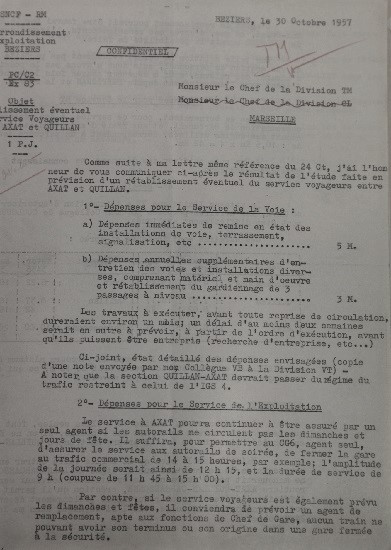 SNCF - RM
BEZIERS, le 30 Octobre 1957
rrondissement
xploitation
BEZIERS
CONFIDENTIEL
TM
PC/C2
Ex 83
Monsieur le Chef de la Division TM
Objet
Monsieur le Chef de la Division
lissement éventuel
MARSEILLE
rvice Voyageurs
AXAT et QUILLAN
1 P.J.
Comme suite à ma lettre même référence du 24 Ct, j'ai l'hon
neur de vous communiquer ci-après le résultat de l'étude faite en
prévision d'un rétablissement éventuel du service voyageurs entre
AXAT et QUILLAN.
1°- Dépenses pour le Service de la Voie :
a) Dépenses immédiates de remise en état des
installations de voie, terrassement,
signalisation, etc ..................... 5 M.
b) Dépenses annuelles supplémentaires d'en-
tretien des voies et installations diver-
ses, comprenant matériel et main d'oeuvre
et rétablissement du gardiennage de 3
passages à niveau ...................... 3 M.
Les travaux à exécuter, avant toute reprise de circulation,
dureraient environ un mois; un délai d'au moins deux semaines
serait en outre à prévoir, à partir de l'ordre d'exécution, avant
qu'ils puissent être entrepris (recherche d'entreprise, etc...)
Ci-joint, état détaillé des dépenses envisagées (copie
d'une note envoyée par mon Collègue VB à la Division VT) -
A noter que la section QUILLAN-AXAT devrait passer du régime du
trafic restreint à celui de l'IGS 4.
2°- Dépenses pour le Service de l'Exploitation
Le service à AXAT pourra continuer à être assuré par un
seul agent si les autorails ne circulent pas les dimanches et
jours de fête. Il suffira, pour permettre au CG6, agent seul,
d'assurer le service aux autorails de soirée, de fermer la gare
au trafic commercial de 14 à 15 heures, par exemple; l'amplitude
de la journée serait ainsi de 12 h 15, et la durée de service de
9 h (coupure de 11 h 45 à 15 h 00).
Par contre, si le service voyageurs est également prévu
les dimanches et fêtes, il conviendra de prévoir un agent de
remplacement, apte aux fonctions de Chef de Gare, aucun train ne
pouvant avoir son terminus ou son origine dans une gare fermée
à la sécurité.